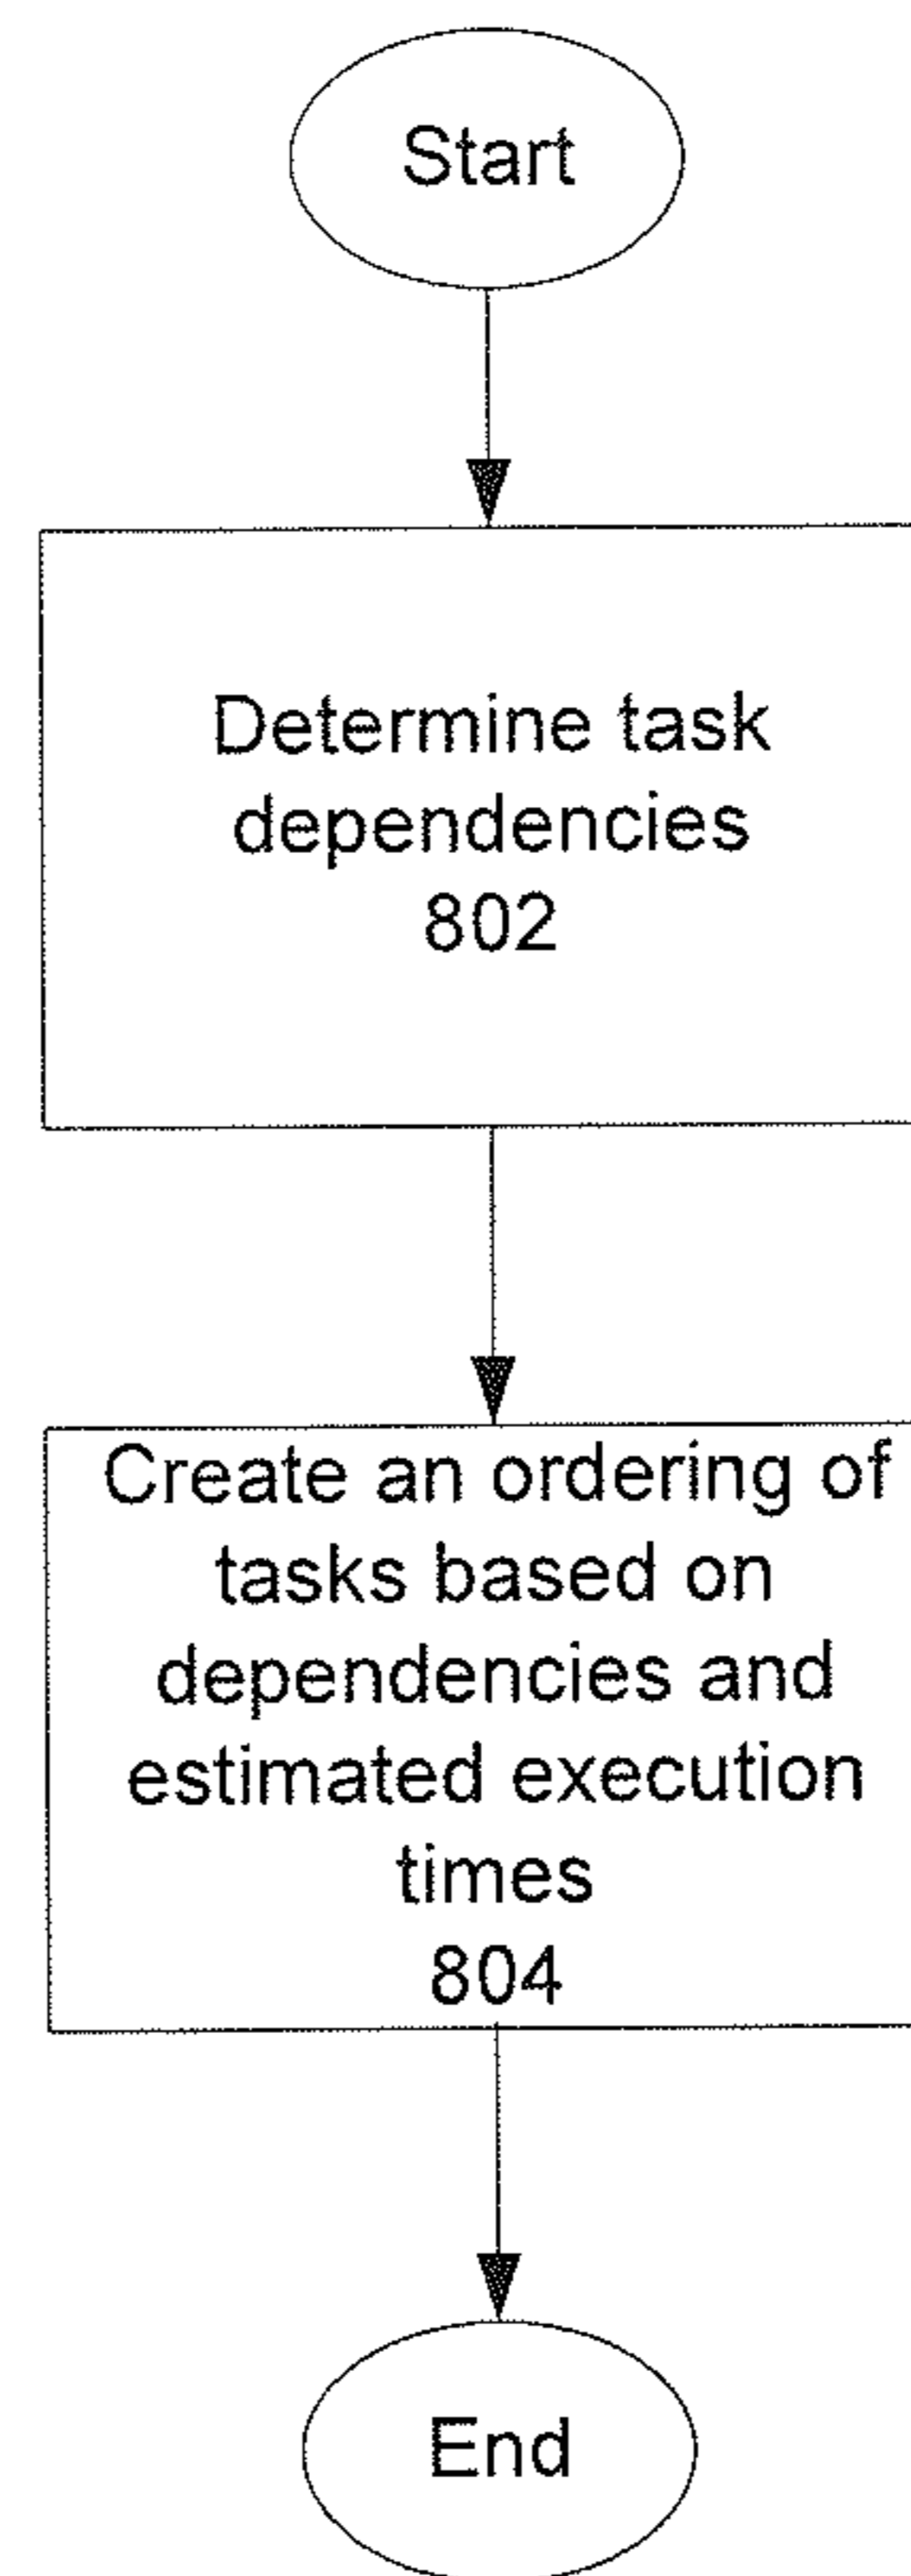 Start
Determine task
dependencies
802
Create an ordering of
tasks based on
dependencies and
estimated execution
times
804
End